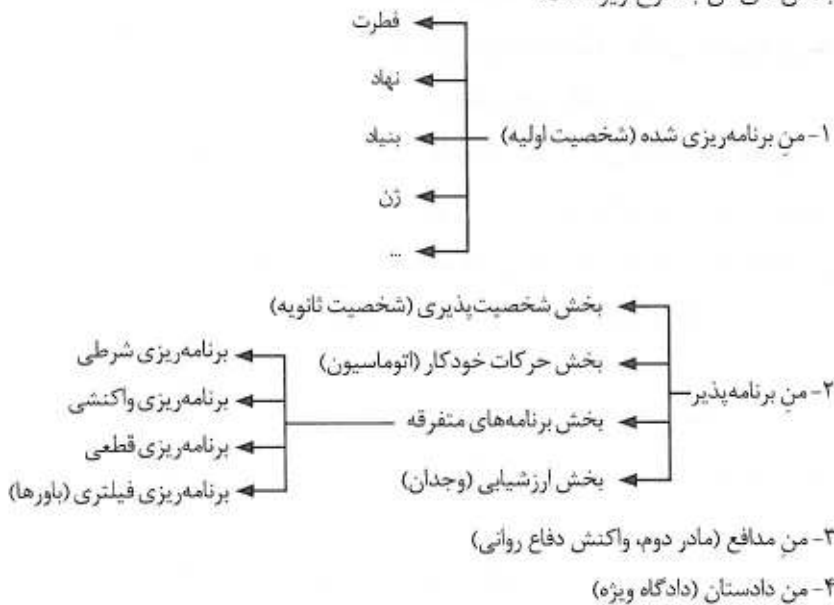 فطرت
نهاد
۱- منِ برنامه‌ریزی شده (شخصیت اولیه)
بنیاد
ژن
...
بخش شخصیت‌پذیری (شخصیت ثانویه)
برنامه‌ریزی شرطی
بخش حرکات خودکار (اتوماسیون)
۲- منِ برنامه‌پذیر
برنامه‌ریزی واکنشی
بخش برنامه‌های متفرقه
برنامه‌ریزی قطعی
بخش ارزشیابی (وجدان)
برنامه‌ریزی فیلتری (باورها)
۳- منِ مدافع (مادر دوم، واکنش دفاع روانی)
۴- من دادستان (دادگاه ویژه)